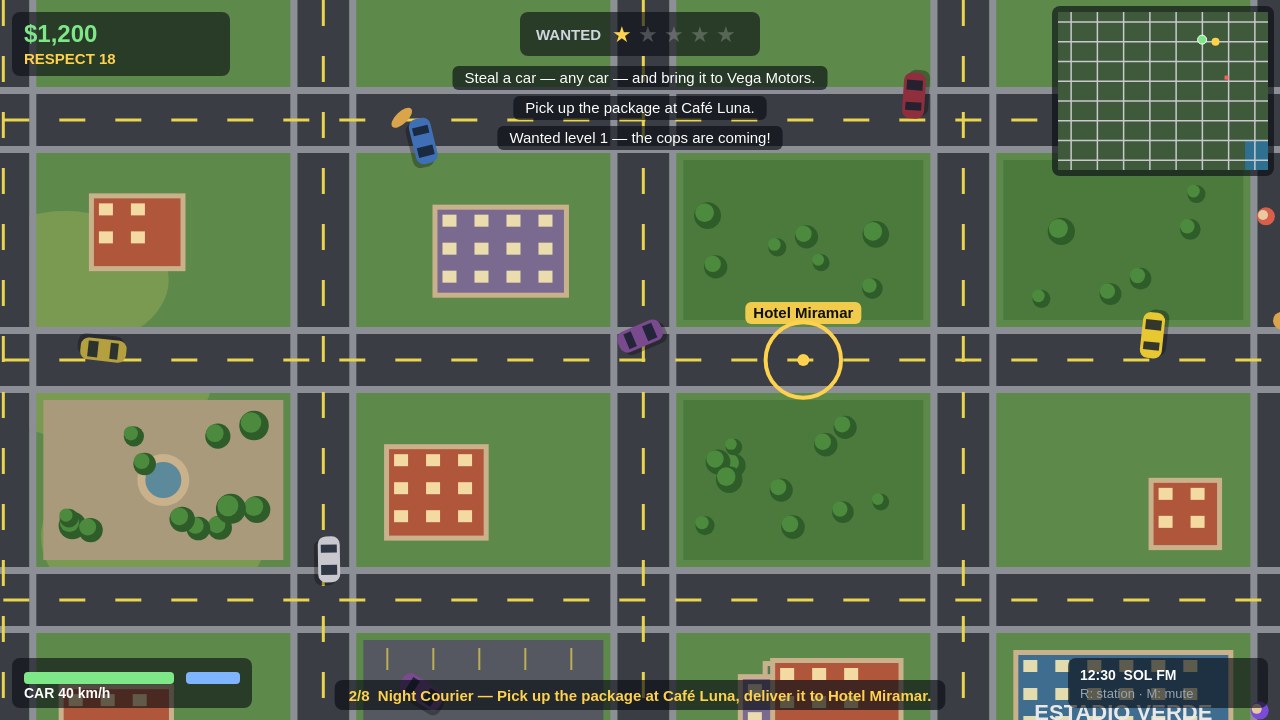 $1,200
RESPECT 18
WANTED
Steal a car — any car — and bring it to Vega Motors.
Pick up the package at Café Luna.
Wanted level 1 — the cops are coming!
Hotel Miramar
CAR 40 km/h
2/8 Night Courier — Pick up the package at Café Luna, deliver it to Hotel Miramar.
12:30 SOL FM
R: station · M: mute
ESTADIO VERDE